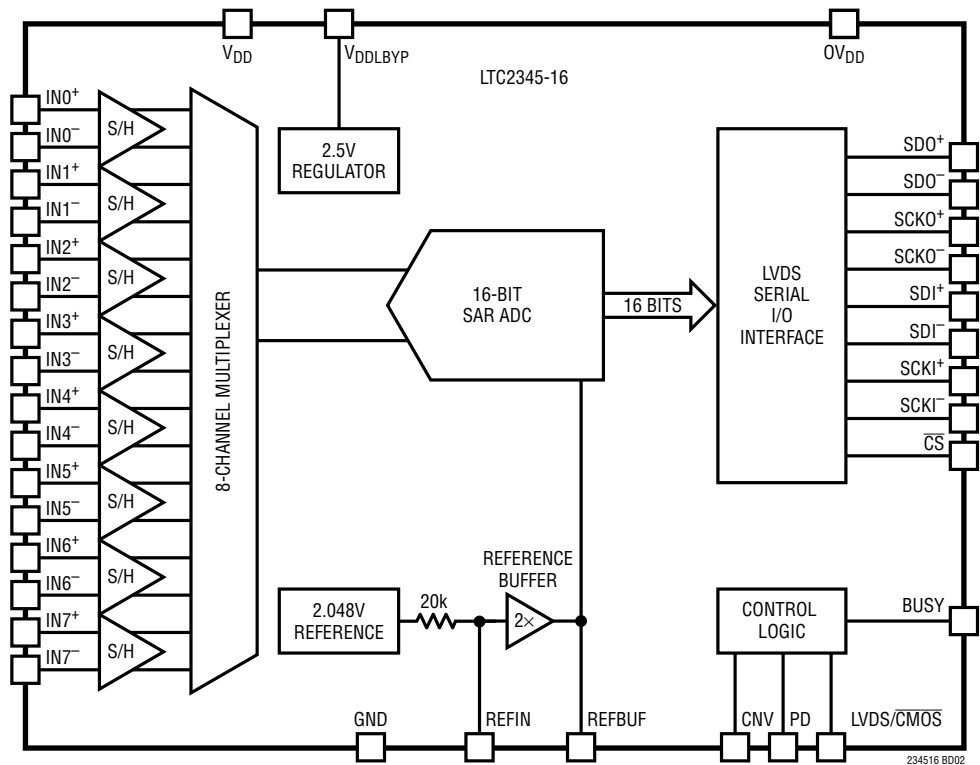 V_DD
V_DDLBYP
OV_DD
LTC2345-16
IN0⁺
IN0⁻
IN1⁺
IN1⁻
IN2⁺
IN2⁻
IN3⁺
IN3⁻
IN4⁺
IN4⁻
IN5⁺
IN5⁻
IN6⁺
IN6⁻
IN7⁺
IN7⁻
S/H
S/H
S/H
S/H
S/H
S/H
S/H
S/H
8-CHANNEL MULTIPLEXER
2.5V
REGULATOR
16-BIT
SAR ADC
16 BITS
LVDS
SERIAL
I/O
INTERFACE
SDO⁺
SDO⁻
SCKO⁺
SCKO⁻
SDI⁺
SDI⁻
SCKI⁺
SCKI⁻
C̅S̅
2.048V
REFERENCE
20k
REFERENCE
BUFFER
2×
CONTROL
LOGIC
BUSY
GND
REFIN
REFBUF
CNV
PD
LVDS/C̅M̅O̅S̅
234516 BD02